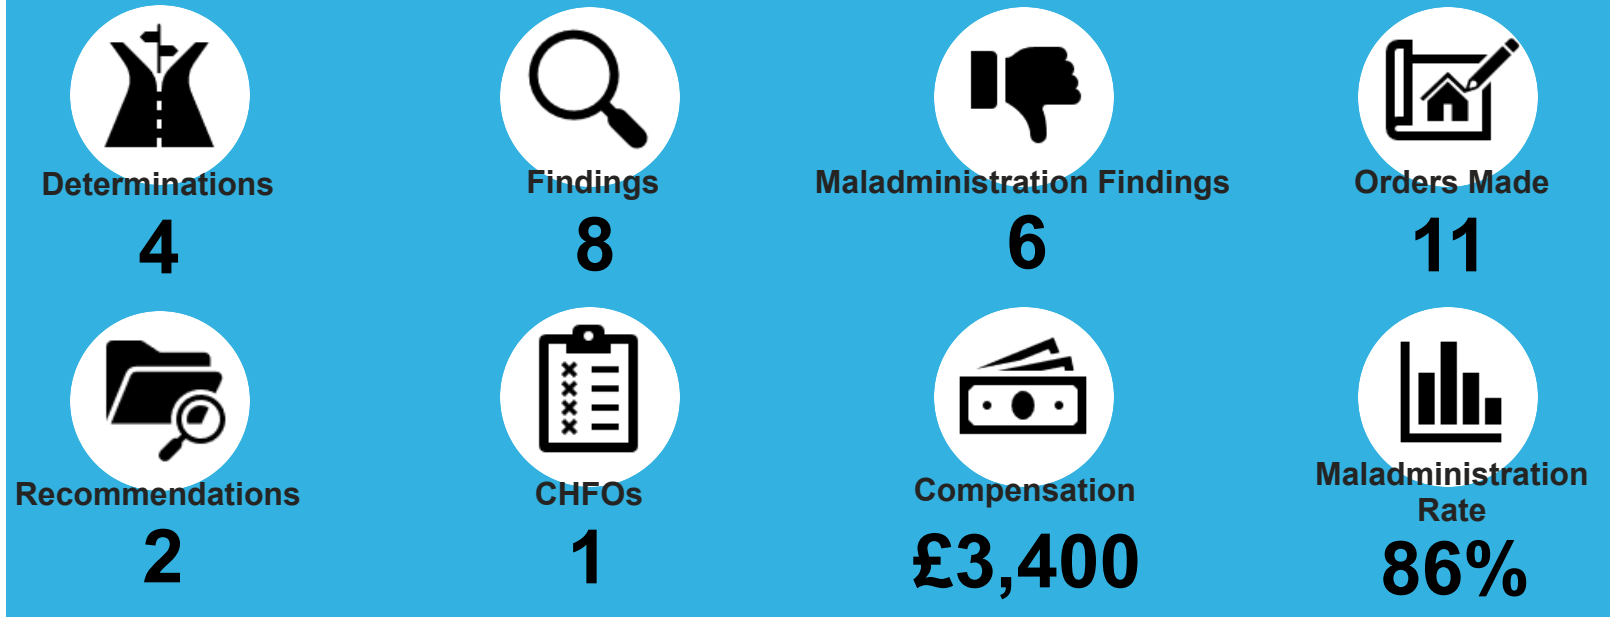 Determinations
4
Findings
8
Maladministration Findings
6
Orders Made
11
Recommendations
2
CHFOs
1
Compensation
£3,400
Maladministration
Rate
86%